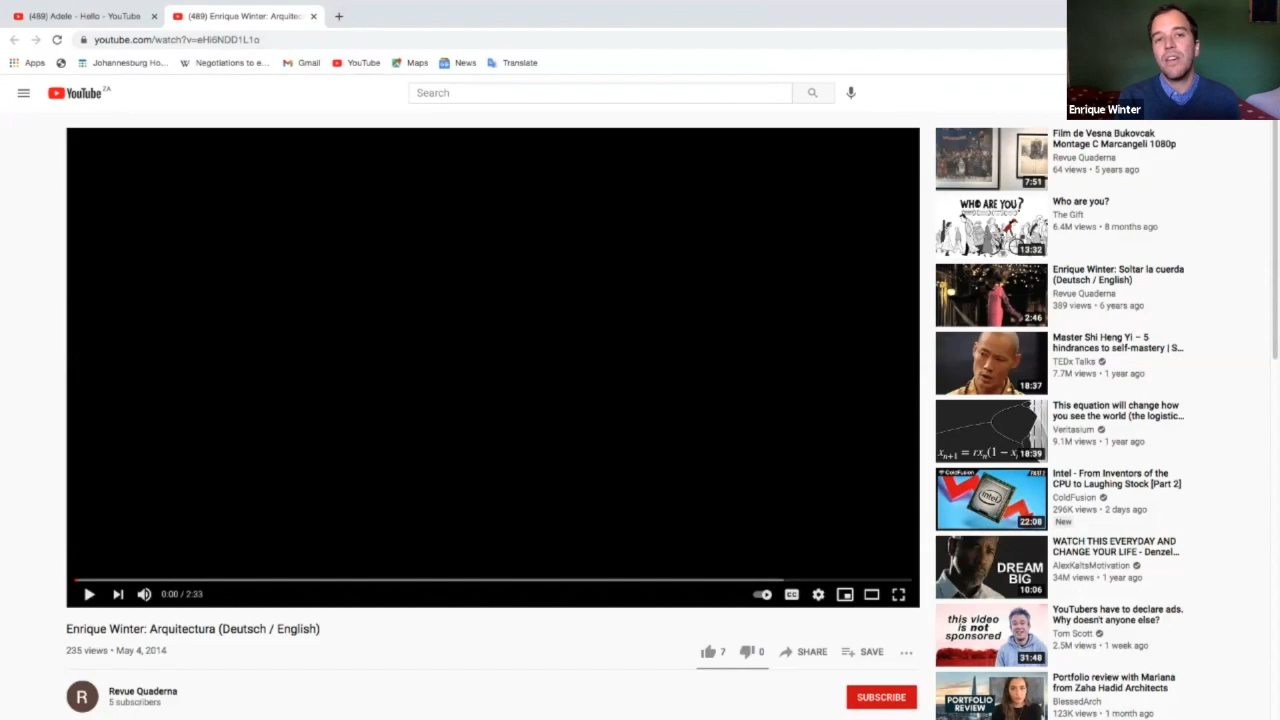 (489) Adele - Hello - YouTube
(489) Enrique Winter: Arquitec
youtube.com/watch?v=eHi6NDD1L1o
Apps
Johannesburg Ho...
Negotiations to e...
Gmail
YouTube
Maps
News
Translate
Enrique Winter
YouTube ZA
Search
0:00 / 2:33
CC
Enrique Winter: Arquitectura (Deutsch / English)
235 views • May 4, 2014
7
0
SHARE
SAVE
R
Revue Quaderna
5 subscribers
SUBSCRIBE
7:51
Film de Vesna Bukovcak
Montage C Marcangeli 1080p
Revue Quaderna
64 views • 5 years ago
WHO ARE YOU?
13:32
Who are you?
The Gift
6.4M views • 8 months ago
2:46
Enrique Winter: Soltar la cuerda
(Deutsch / English)
Revue Quaderna
389 views • 6 years ago
18:37
Master Shi Heng Yi – 5
hindrances to self-mastery | S...
TEDx Talks
7.7M views • 1 year ago
18:39
This equation will change how
you see the world (the logistic...
Veritasium
9.1M views • 1 year ago
ColdFusion
intel
22:08
Intel - From Inventors of the
CPU to Laughing Stock [Part 2]
ColdFusion
296K views • 2 days ago
New
DREAM
BIG
10:06
WATCH THIS EVERYDAY AND
CHANGE YOUR LIFE - Denzel...
AlexKaltsMotivation
34M views • 1 year ago
this video
is not
sponsored
31:48
YouTubers have to declare ads.
Why doesn't anyone else?
Tom Scott
2.5M views • 1 week ago
PORTFOLIO
REVIEW
Portfolio review with Mariana
from Zaha Hadid Architects
BlessedArch
123K views • 1 month ago